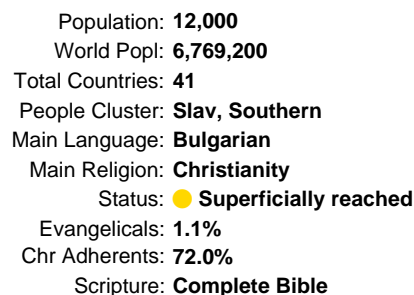 Population: 12,000
World Popl: 6,769,200
Total Countries: 41
People Cluster: Slav, Southern
Main Language: Bulgarian
Main Religion: Christianity
Status: Superficially reached
Evangelicals: 1.1%
Chr Adherents: 72.0%
Scripture: Complete Bible